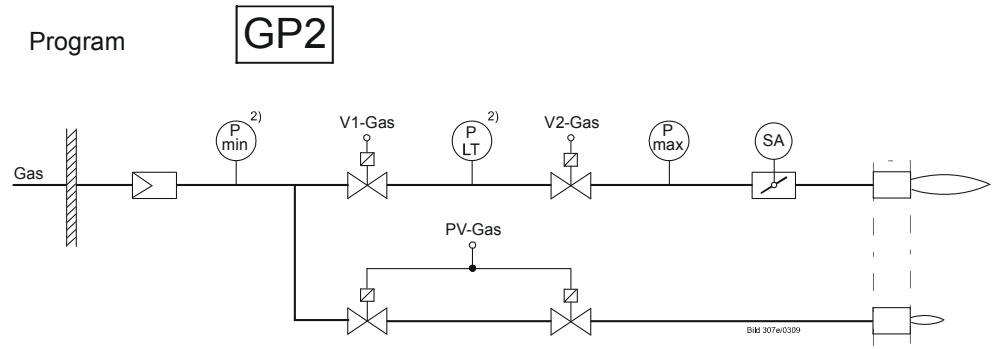 Program GP2
Gas
P min 2)
V1-Gas
P LT 2)
V2-Gas
P max
SA
PV-Gas
Bild 307e/0309